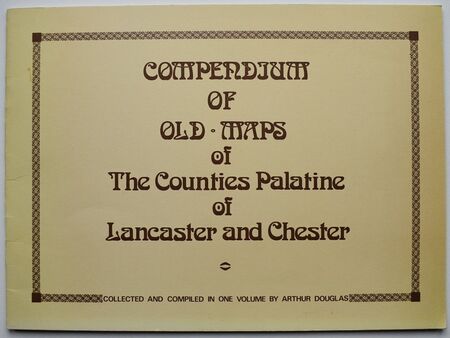 COMPENDIUM
OF
OLD · MAPS
of
The Counties Palatine
of
Lancaster and Chester
COLLECTED AND COMPILED IN ONE VOLUME BY ARTHUR DOUGLAS